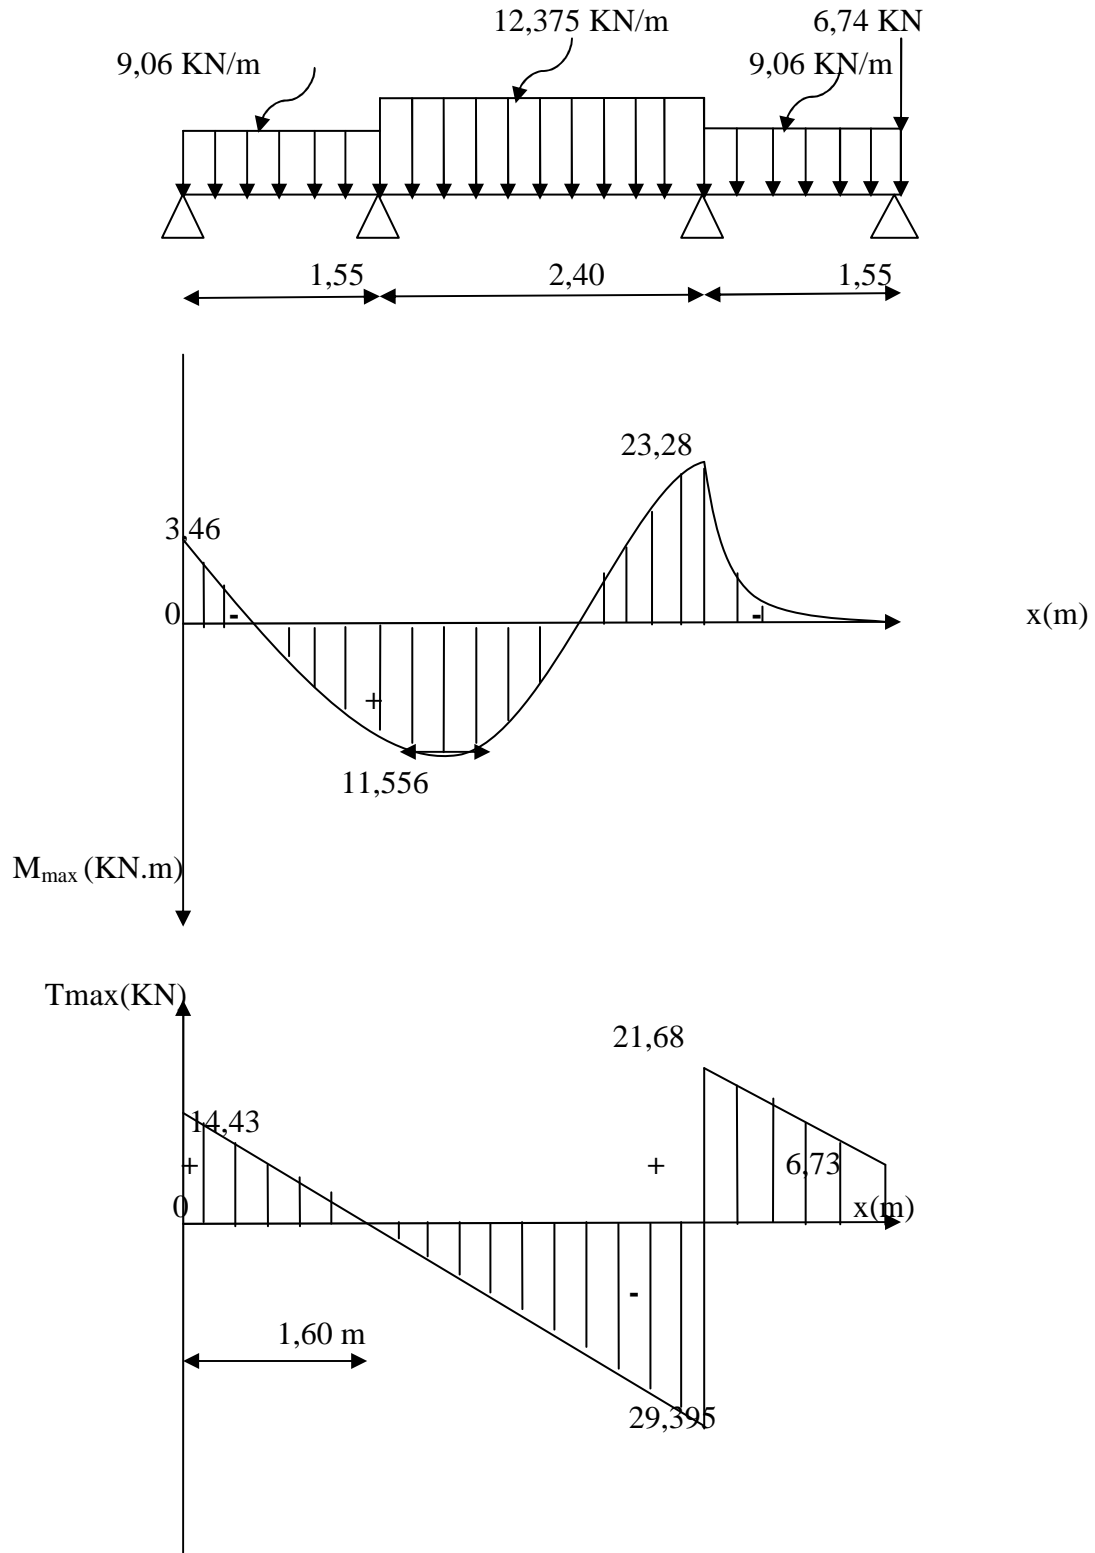 12,375 KN/m
6,74 KN
9,06 KN/m
9,06 KN/m
1,55
2,40
1,55
23,28
3,46
0
-
-
x(m)
+
11,556
Mmax (KN.m)
Tmax(KN)
21,68
14,43
+
+
6,73
0
x(m)
-
1,60 m
29,395